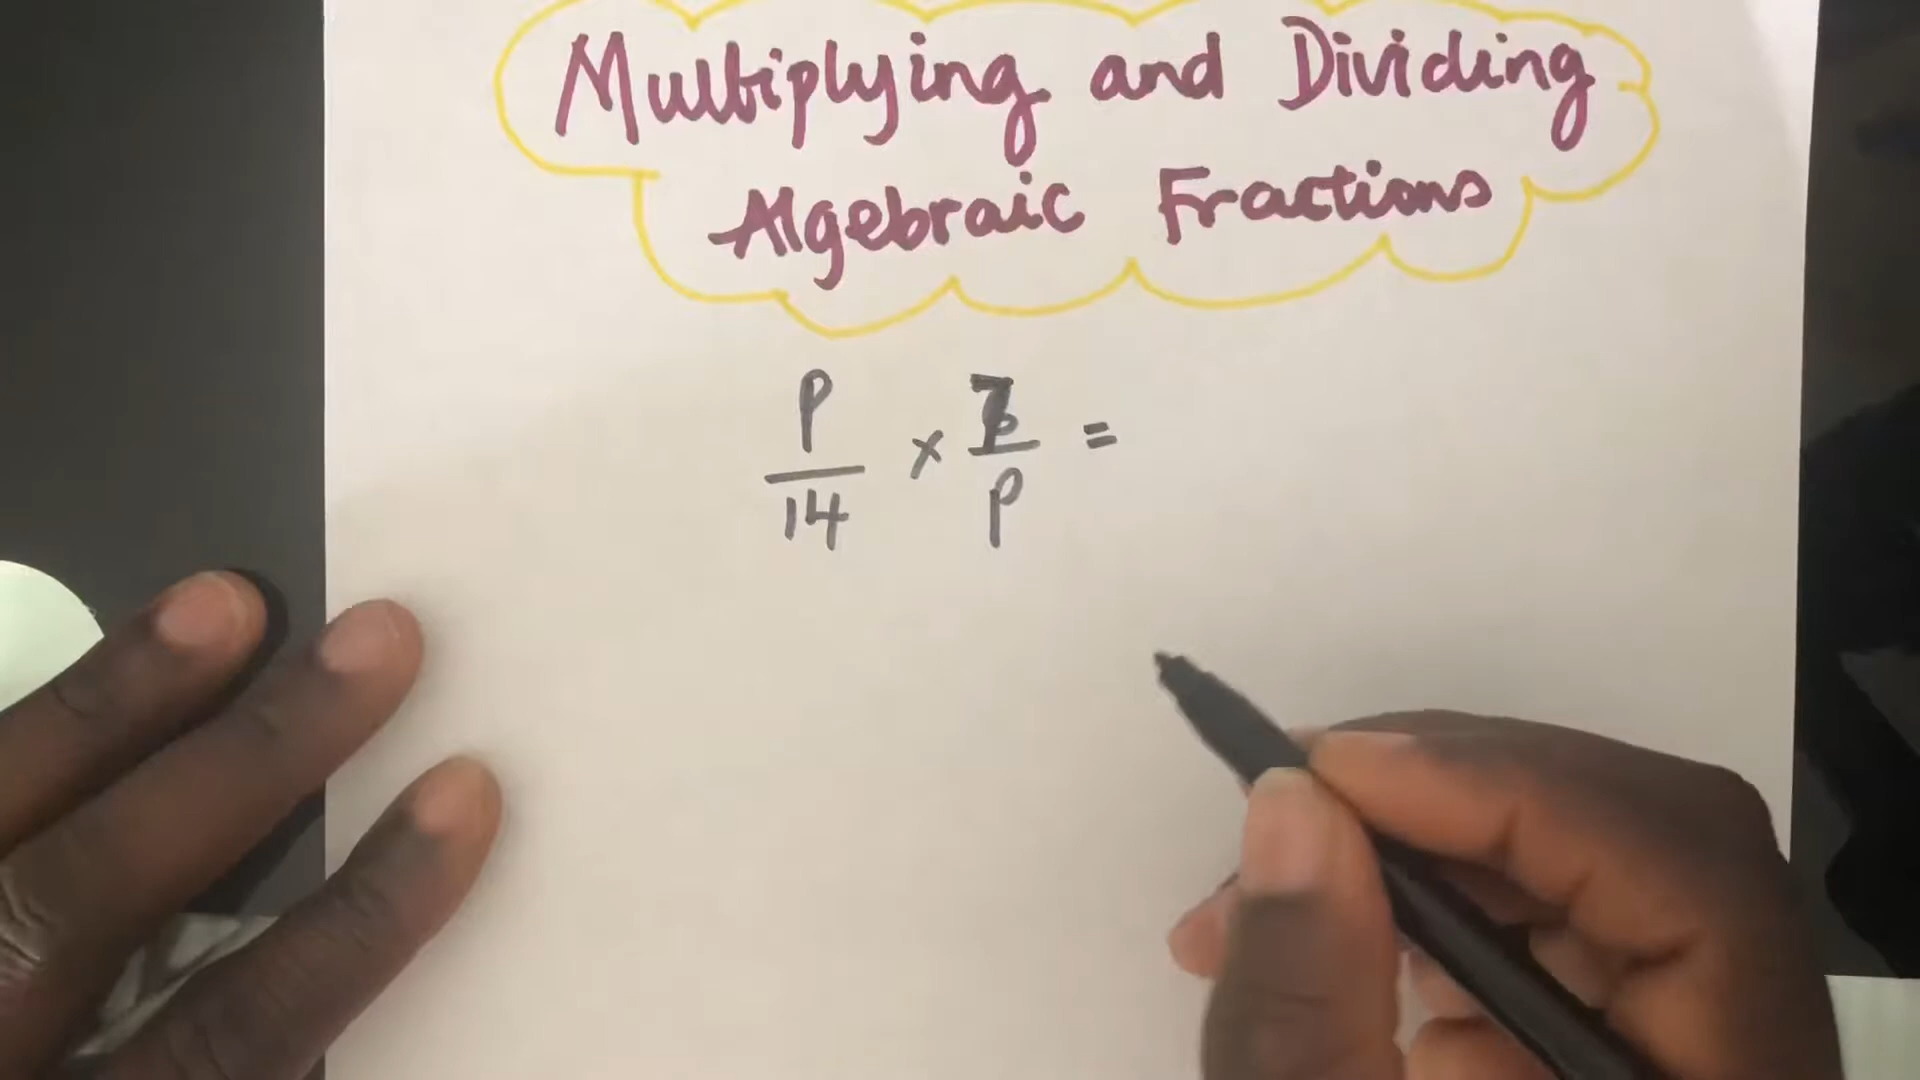 Multiplying and Dividing
Algebraic Fractions
P/14 × 7/P =